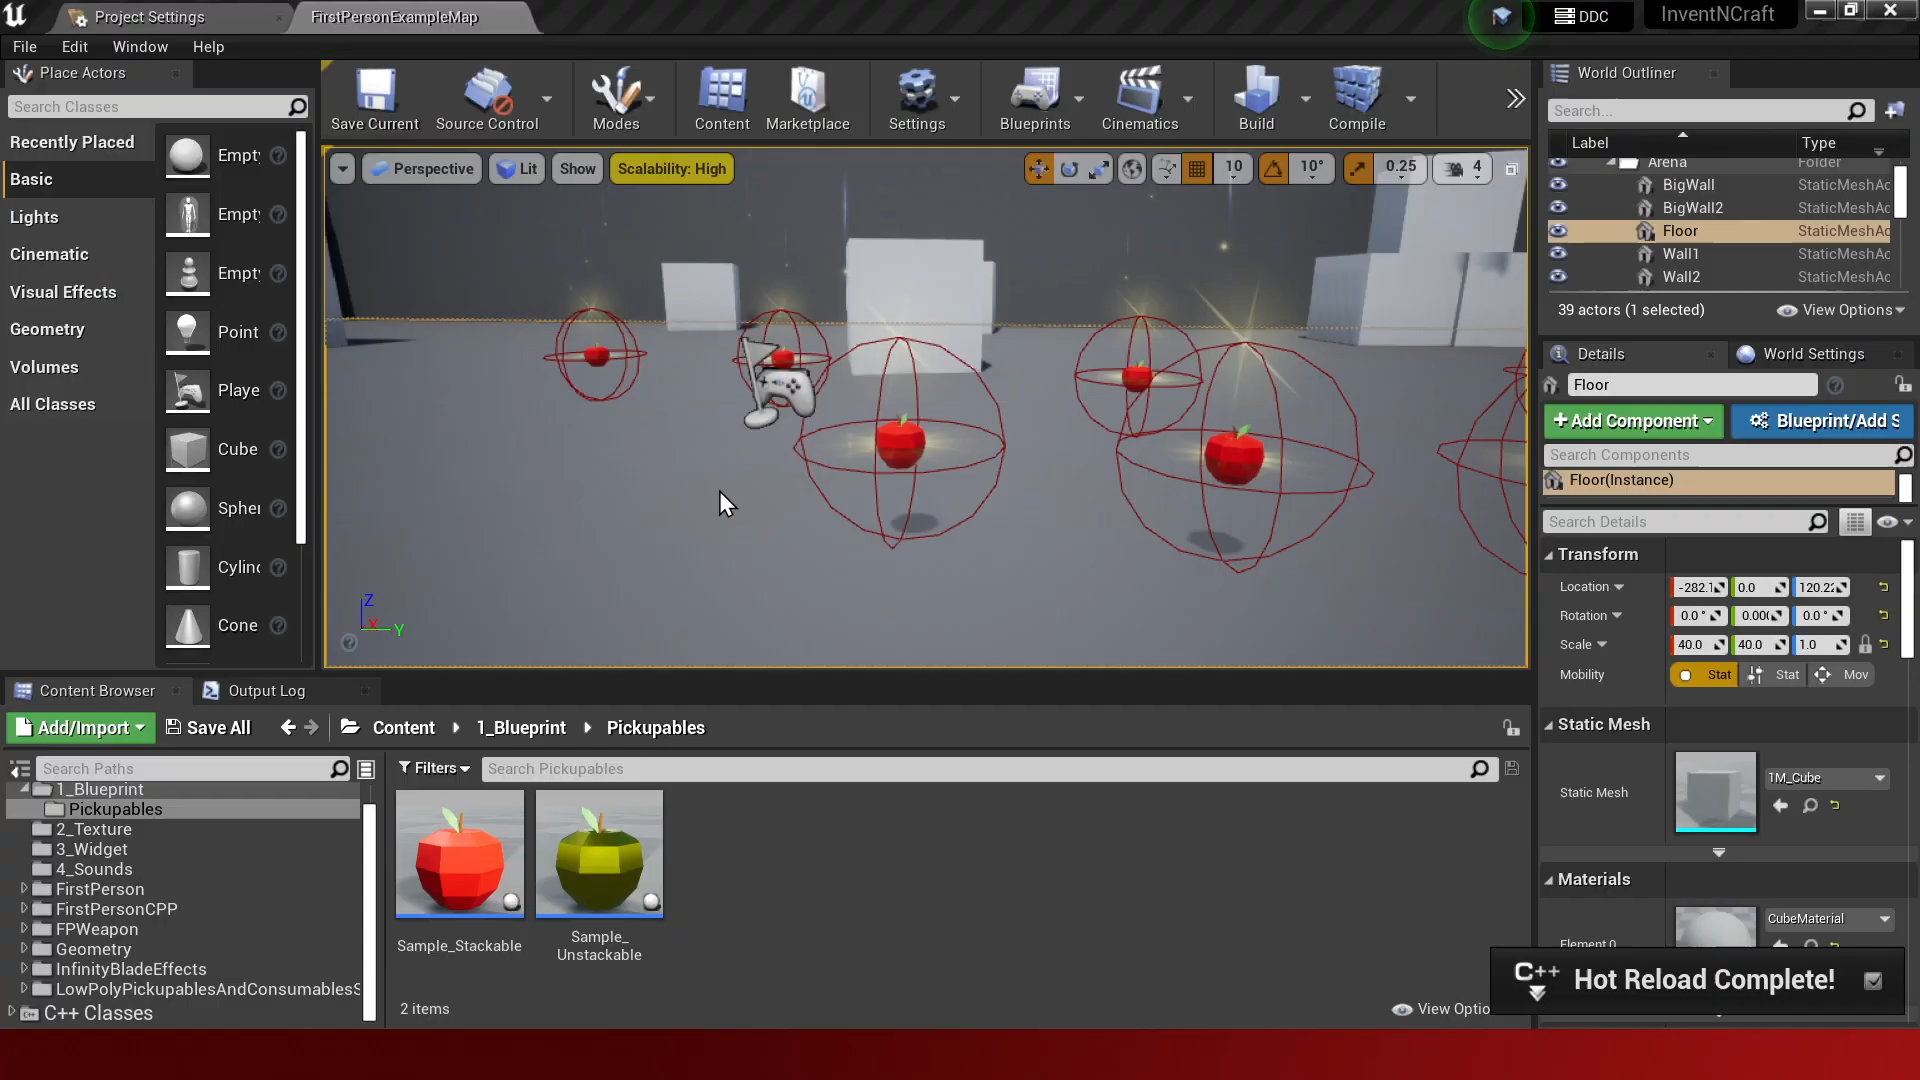 Project Settings
FirstPersonExampleMap
DDC
InventNCraft
File Edit Window Help
Place Actors
Search Classes
Recently Placed
Basic
Lights
Cinematic
Visual Effects
Geometry
Volumes
All Classes
Empty
Empty
Empty
Point
Playe
Cube
Spher
Cylind
Cone
Save Current
Source Control
Modes
Content
Marketplace
Settings
Blueprints
Cinematics
Build
Compile
Perspective
Lit
Show
Scalability: High
10
10°
0.25
4
Z
X
Y
World Outliner
Search...
Label Type
Arena Folder
BigWall StaticMeshAc
BigWall2 StaticMeshAc
Floor StaticMeshAc
Wall1 StaticMeshAc
Wall2 StaticMeshAc
39 actors (1 selected) View Options
Details
World Settings
Floor
+Add Component
Blueprint/Add S
Search Components
Floor(Instance)
Search Details
Transform
Location -282.1 0.0 120.22
Rotation 0.0 ° 0.000 0.0 °
Scale 40.0 40.0 1.0
Mobility Stat Stat Mov
Static Mesh
Static Mesh 1M_Cube
Materials
Element 0 CubeMaterial
Content Browser
Output Log
Add/Import Save All Content 1_Blueprint Pickupables
Search Paths
Filters
Search Pickupables
1_Blueprint
Pickupables
2_Texture
3_Widget
4_Sounds
FirstPerson
FirstPersonCPP
FPWeapon
Geometry
InfinityBladeEffects
LowPolyPickupablesAndConsumablesS
C++ Classes
Sample_Stackable
Sample_
Unstackable
2 items
View Optio
C++ Hot Reload Complete!